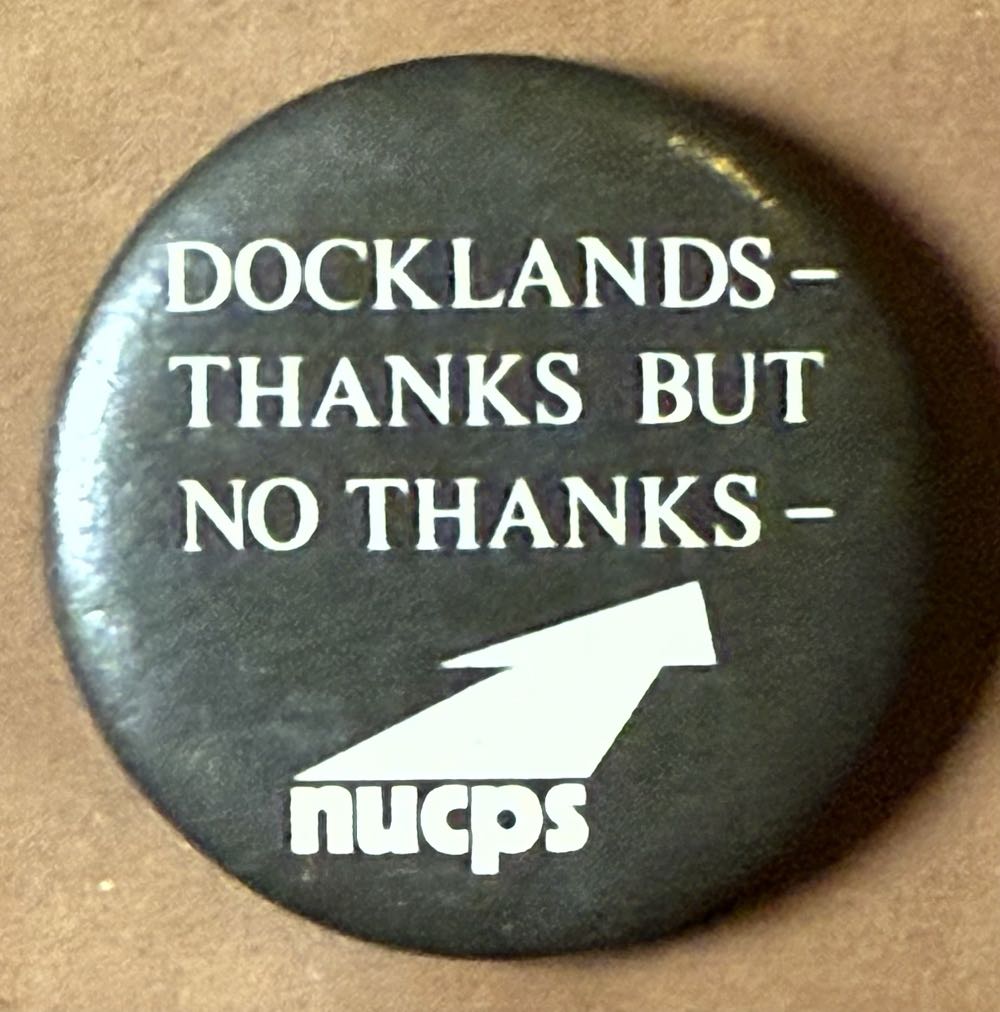 DOCKLANDS –
THANKS BUT
NO THANKS –
nucps